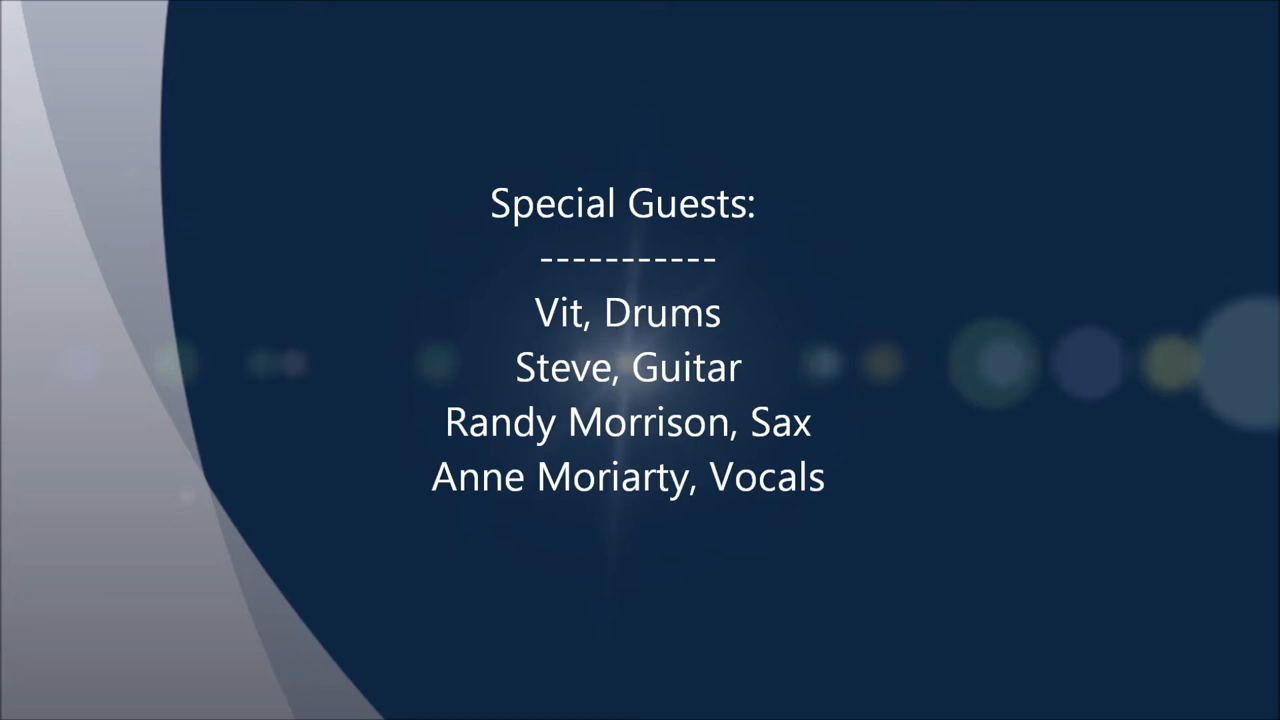 Special Guests:
-----------
Vit, Drums
Steve, Guitar
Randy Morrison, Sax
Anne Moriarty, Vocals